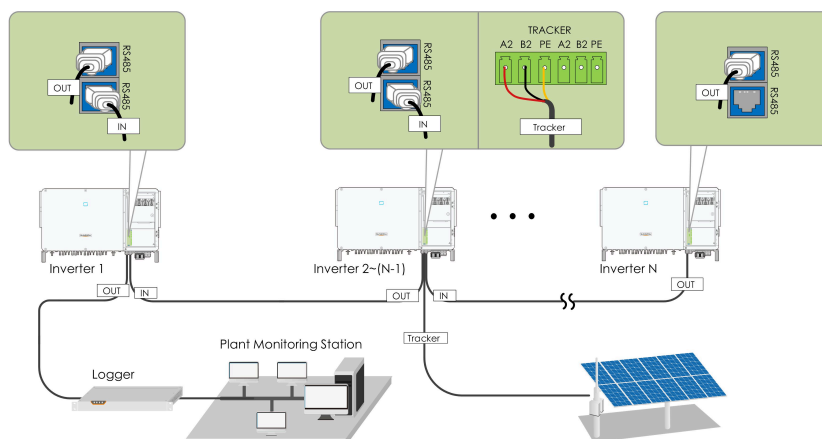 RS485
OUT
RS485
IN
RS485
OUT
RS485
IN
TRACKER
A2 B2 PE A2 B2 PE
Tracker
RS485
OUT
RS485
Inverter 1
Inverter 2~(N-1)
Inverter N
OUT
IN
OUT
IN
OUT
Tracker
Plant Monitoring Station
Logger